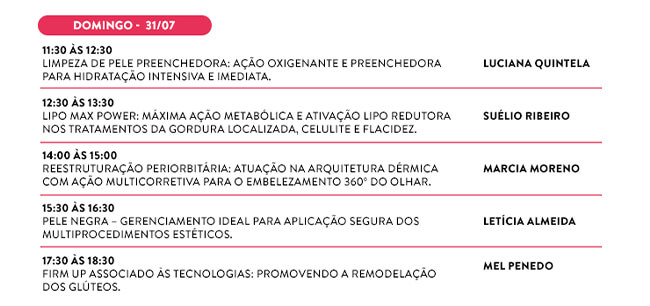 DOMINGO - 31/07
11:30 ÀS 12:30
LIMPEZA DE PELE PREENCHEDORA: AÇÃO OXIGENANTE E PREENCHEDORA
PARA HIDRATAÇÃO INTENSIVA E IMEDIATA.
LUCIANA QUINTELA
12:30 ÀS 13:30
LIPO MAX POWER: MÁXIMA AÇÃO METABÓLICA E ATIVAÇÃO LIPO REDUTORA
NOS TRATAMENTOS DA GORDURA LOCALIZADA, CELULITE E FLACIDEZ.
SUÉLIO RIBEIRO
14:00 ÀS 15:00
REESTRUTURAÇÃO PERIORBITÁRIA: ATUAÇÃO NA ARQUITETURA DÉRMICA
COM AÇÃO MULTICORRETIVA PARA O EMBELEZAMENTO 360° DO OLHAR.
MARCIA MORENO
15:30 ÀS 16:30
PELE NEGRA – GERENCIAMENTO IDEAL PARA APLICAÇÃO SEGURA DOS
MULTIPROCEDIMENTOS ESTÉTICOS.
LETÍCIA ALMEIDA
17:30 ÀS 18:30
FIRM UP ASSOCIADO ÀS TECNOLOGIAS: PROMOVENDO A REMODELAÇÃO
DOS GLÚTEOS.
MEL PENEDO